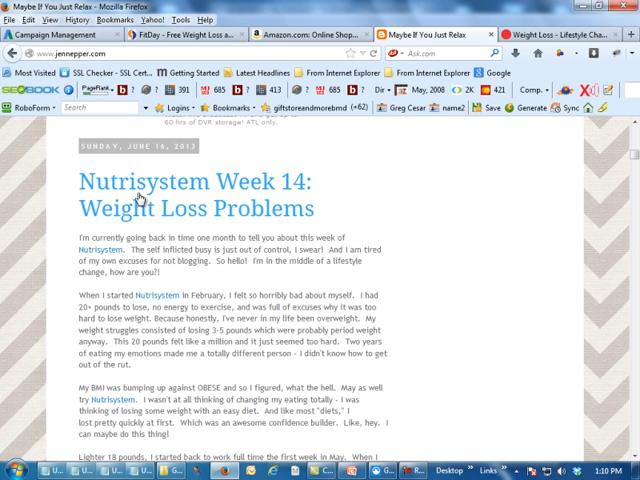 Maybe If You Just Relax - Mozilla Firefox
File Edit View History Bookmarks Yahoo! Tools Help
Campaign Management
FitDay - Free Weight Loss a...
Amazon.com: Online Shop...
Maybe If You Just Relax
Weight Loss - Lifestyle Cha...
www.jennepper.com
Ask.com
Most Visited SSL Checker - SSL Cert... Suggested Sites Latest Headlines From Internet Explorer From Internet Explorer Google
SEOBOOK PageRank ? 391 685 ? 413 ? 685 ? May, 2008 2K 421 Comp.
RoboForm Search Logins Bookmarks giftstoreandmorebmd (+62) Greg Cesar name2 Save Generate Sync
60 hrs of DVR storage! ATL only.
SUNDAY, JUNE 16, 2013
Nutrisystem Week 14:
Weight Loss Problems
I'm currently going back in time one month to tell you about this week of
Nutrisystem. The self inflicted busy is just out of control, I swear! And I am tired
of my own excuses for not blogging. So hello! I'm in the middle of a lifestyle
change, how are you?!
When I started Nutrisystem in February, I felt so horribly bad about myself. I had
20+ pounds to lose, no energy to exercise, and was full of excuses why it was too
hard to lose weight. Because honestly, I've never in my life been overweight. My
weight struggles consisted of losing 3-5 pounds which were probably period weight
anyway. This 20 pounds felt like a million and it just seemed too hard. Two years
of eating my emotions made me a totally different person - I didn't know how to get
out of the rut.
My BMI was bumping up against OBESE and so I figured, what the hell. May as well
try Nutrisystem. I wasn't at all thinking of changing my eating totally - I was
thinking of losing some weight with an easy diet. And like most "diets," I
lost pretty quickly at first. Which was an awesome confidence builder. Like, hey. I
can maybe do this thing!
Lighter 18 pounds, I started back to work full time the first week in May. When I
Desktop Links 1:10 PM